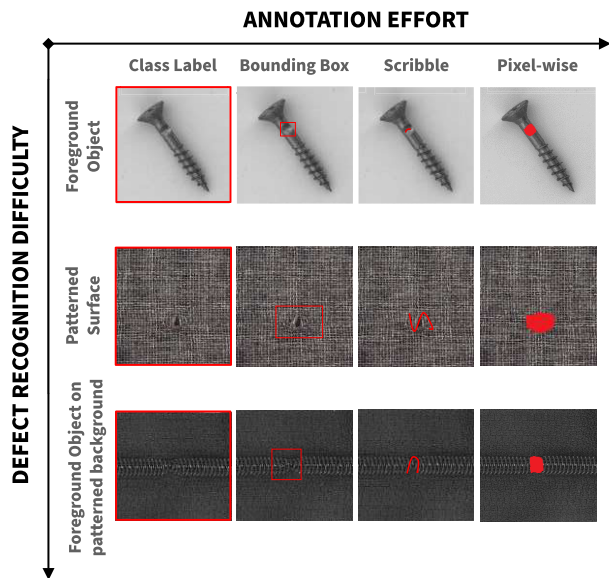 ANNOTATION EFFORT
Class Label Bounding Box Scribble Pixel-wise
DEFECT RECOGNITION DIFFICULTY
Foreground
Object
Patterned
Surface
Foreground Object on
patterned background